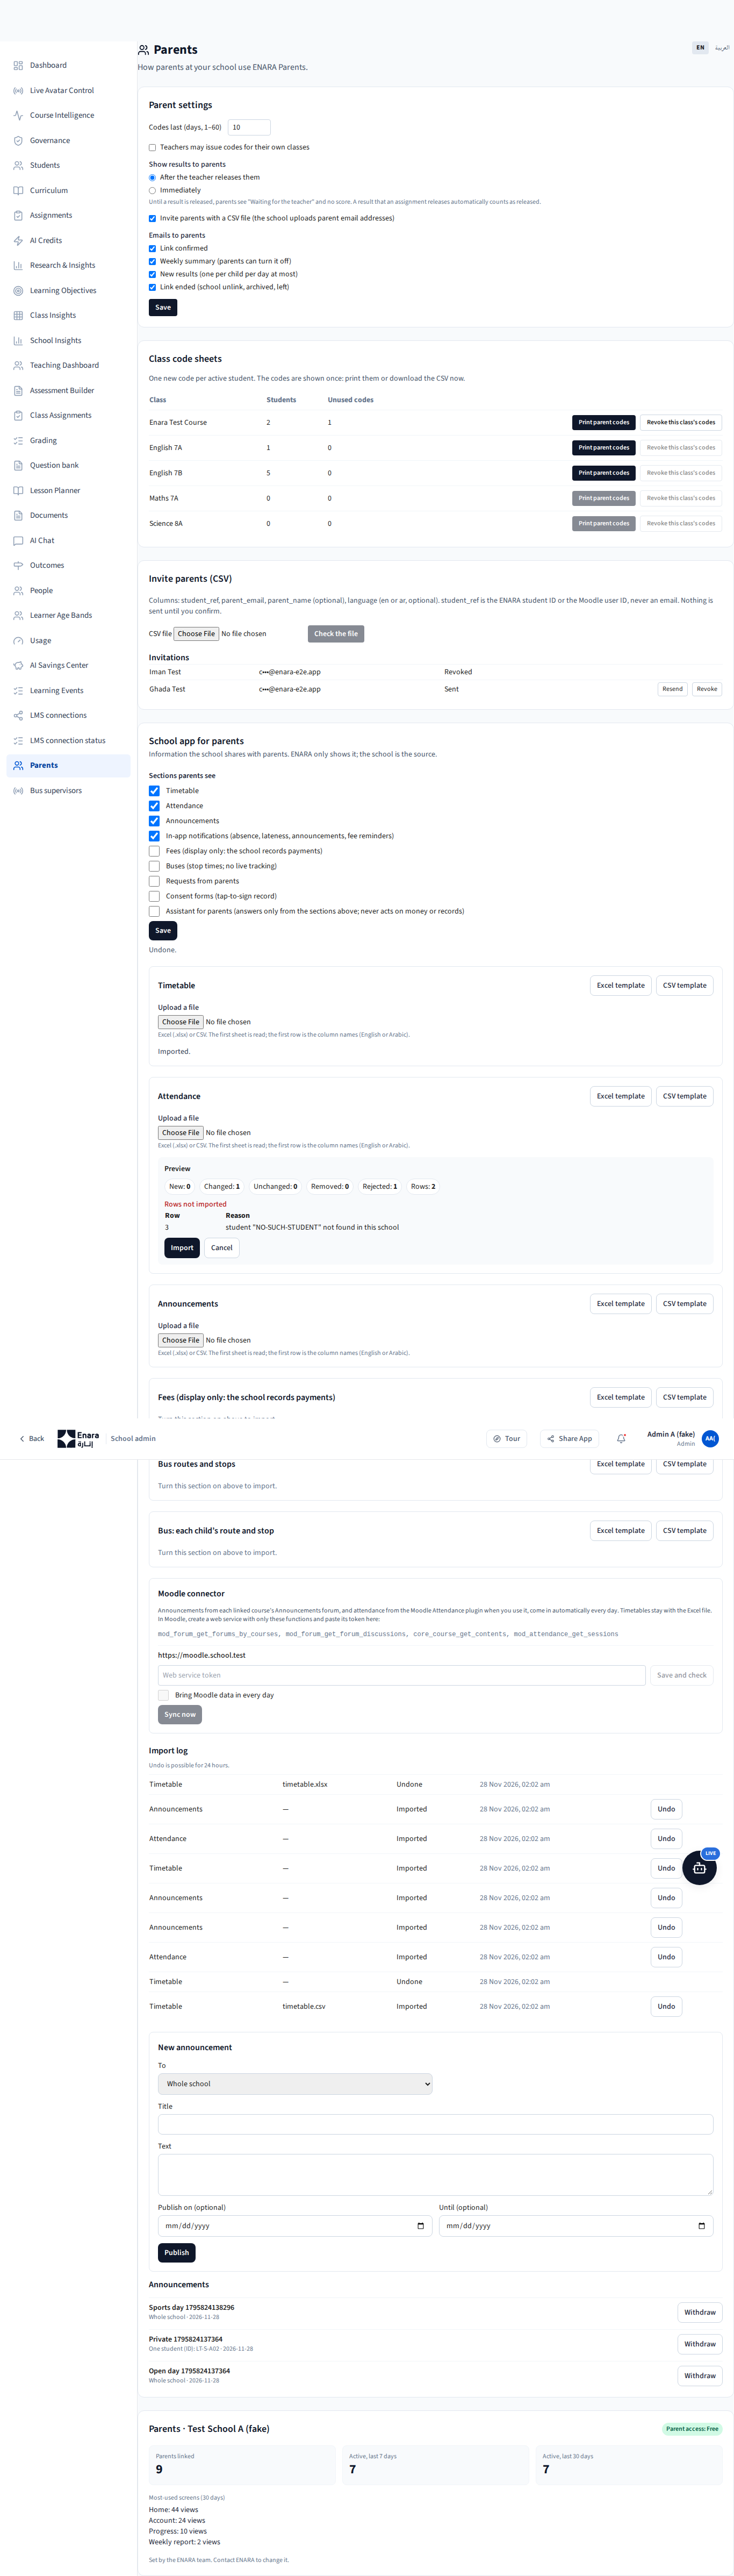 Parents
EN
العربية
How parents at your school use ENARA Parents.
Dashboard
Live Avatar Control
Course Intelligence
Governance
Students
Curriculum
Assignments
AI Credits
Research & Insights
Learning Objectives
Class Insights
School Insights
Teaching Dashboard
Assessment Builder
Class Assignments
Grading
Question bank
Lesson Planner
Documents
AI Chat
Outcomes
People
Learner Age Bands
Usage
AI Savings Center
Learning Events
LMS connections
LMS connection status
Parents
Bus supervisors
Parent settings
Codes last (days, 1–60) 10
Teachers may issue codes for their own classes
Show results to parents
After the teacher releases them
Immediately
Until a result is released, parents see "Waiting for the teacher" and no score. A result that an assignment releases automatically counts as released.
Invite parents with a CSV file (the school uploads parent email addresses)
Emails to parents
Link confirmed
Weekly summary (parents can turn it off)
New results (one per child per day at most)
Link ended (school unlink, archived, left)
Save
Class code sheets
One new code per active student. The codes are shown once: print them or download the CSV now.
Class Students Unused codes
Enara Test Course 2 1 Print parent codes Revoke this class's codes
English 7A 1 0 Print parent codes Revoke this class's codes
English 7B 5 0 Print parent codes Revoke this class's codes
Maths 7A 0 0 Print parent codes Revoke this class's codes
Science 8A 0 0 Print parent codes Revoke this class's codes
Invite parents (CSV)
Columns: student_ref, parent_email, parent_name (optional), language (en or ar, optional). student_ref is the ENARA student ID or the Moodle user ID, never an email. Nothing is
sent until you confirm.
CSV file Choose File No file chosen Check the file
Invitations
Iman Test c•••@enara-e2e.app Revoked
Ghada Test c•••@enara-e2e.app Sent Resend Revoke
School app for parents
Information the school shares with parents. ENARA only shows it; the school is the source.
Sections parents see
Timetable
Attendance
Announcements
In-app notifications (absence, lateness, announcements, fee reminders)
Fees (display only: the school records payments)
Buses (stop times; no live tracking)
Requests from parents
Consent forms (tap-to-sign record)
Assistant for parents (answers only from the sections above; never acts on money or records)
Save
Undone.
Timetable Excel template CSV template
Upload a file
Choose File No file chosen
Excel (.xlsx) or CSV. The first sheet is read; the first row is the column names (English or Arabic).
Imported.
Attendance Excel template CSV template
Upload a file
Choose File No file chosen
Excel (.xlsx) or CSV. The first sheet is read; the first row is the column names (English or Arabic).
Preview
New: 0 Changed: 1 Unchanged: 0 Removed: 0 Rejected: 1 Rows: 2
Rows not imported
Row Reason
3 student "NO-SUCH-STUDENT" not found in this school
Import Cancel
Announcements Excel template CSV template
Upload a file
Choose File No file chosen
Excel (.xlsx) or CSV. The first sheet is read; the first row is the column names (English or Arabic).
Fees (display only: the school records payments) Excel template CSV template
Back
Enara
إنــارة
School admin
Tour
Share App
Admin A (fake)
Admin
AA(
Bus routes and stops Excel template CSV template
Turn this section on above to import.
Bus: each child's route and stop Excel template CSV template
Turn this section on above to import.
Moodle connector
Announcements from each linked course's Announcements forum, and attendance from the Moodle Attendance plugin when you use it, come in automatically every day. Timetables stay with the Excel file.
In Moodle, create a web service with only these functions and paste its token here:
mod_forum_get_forums_by_courses, mod_forum_get_forum_discussions, core_course_get_contents, mod_attendance_get_sessions
https://moodle.school.test
Web service token Save and check
Bring Moodle data in every day
Sync now
Import log
Undo is possible for 24 hours.
Timetable timetable.xlsx Undone 28 Nov 2026, 02:02 am
Announcements — Imported 28 Nov 2026, 02:02 am Undo
Attendance — Imported 28 Nov 2026, 02:02 am Undo
LIVE
Timetable — Imported 28 Nov 2026, 02:02 am Undo
Announcements — Imported 28 Nov 2026, 02:02 am Undo
Announcements — Imported 28 Nov 2026, 02:02 am Undo
Attendance — Imported 28 Nov 2026, 02:02 am Undo
Timetable — Undone 28 Nov 2026, 02:02 am
Timetable timetable.csv Imported 28 Nov 2026, 02:02 am Undo
New announcement
To
Whole school
Title
Text
Publish on (optional) Until (optional)
mm/dd/yyyy mm/dd/yyyy
Publish
Announcements
Sports day 1795824138296 Withdraw
Whole school · 2026-11-28
Private 1795824137364 Withdraw
One student (ID): LT-S-A02 · 2026-11-28
Open day 1795824137364 Withdraw
Whole school · 2026-11-28
Parents · Test School A (fake) Parent access: Free
Parents linked Active, last 7 days Active, last 30 days
9 7 7
Most-used screens (30 days)
Home: 44 views
Account: 24 views
Progress: 10 views
Weekly report: 2 views
Set by the ENARA team. Contact ENARA to change it.